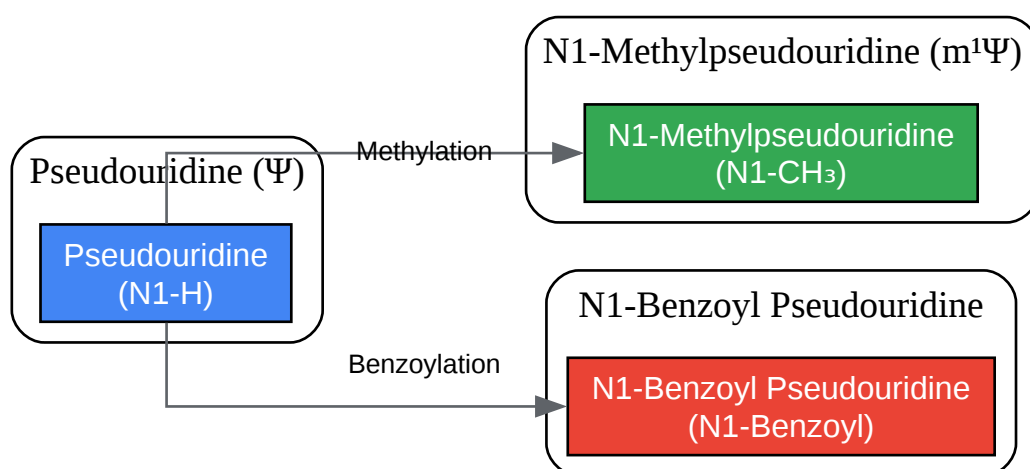 N1-Methylpseudouridine (m¹Ψ)
N1-Methylpseudouridine
(N1-CH₃)
Methylation
Pseudouridine (Ψ)
Pseudouridine
(N1-H)
Benzoylation
N1-Benzoyl Pseudouridine
N1-Benzoyl Pseudouridine
(N1-Benzoyl)